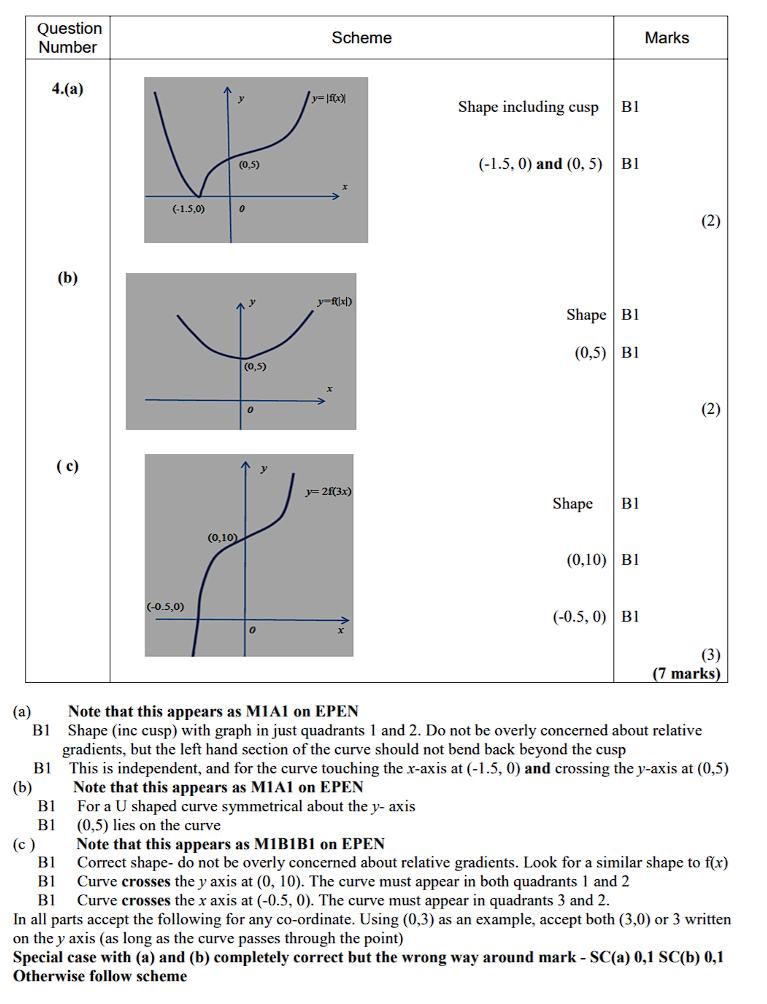 Question
Number
Scheme
Marks
4.(a)
y
y= |f(x)|
(0,5)
x
(-1.5,0)
0
Shape including cusp
B1
(-1.5, 0) and (0, 5)
B1
(2)
(b)
y
y=f(|x|)
(0,5)
x
0
Shape
B1
(0,5)
B1
(2)
( c)
y
y= 2f(3x)
(0,10)
(-0.5,0)
0
x
Shape
B1
(0,10)
B1
(-0.5, 0)
B1
(3)
(7 marks)
(a) Note that this appears as M1A1 on EPEN
B1 Shape (inc cusp) with graph in just quadrants 1 and 2. Do not be overly concerned about relative
gradients, but the left hand section of the curve should not bend back beyond the cusp
B1 This is independent, and for the curve touching the x-axis at (-1.5, 0) and crossing the y-axis at (0,5)
(b) Note that this appears as M1A1 on EPEN
B1 For a U shaped curve symmetrical about the y- axis
B1 (0,5) lies on the curve
(c ) Note that this appears as M1B1B1 on EPEN
B1 Correct shape- do not be overly concerned about relative gradients. Look for a similar shape to f(x)
B1 Curve crosses the y axis at (0, 10). The curve must appear in both quadrants 1 and 2
B1 Curve crosses the x axis at (-0.5, 0). The curve must appear in quadrants 3 and 2.
In all parts accept the following for any co-ordinate. Using (0,3) as an example, accept both (3,0) or 3 written
on the y axis (as long as the curve passes through the point)
Special case with (a) and (b) completely correct but the wrong way around mark - SC(a) 0,1 SC(b) 0,1
Otherwise follow scheme